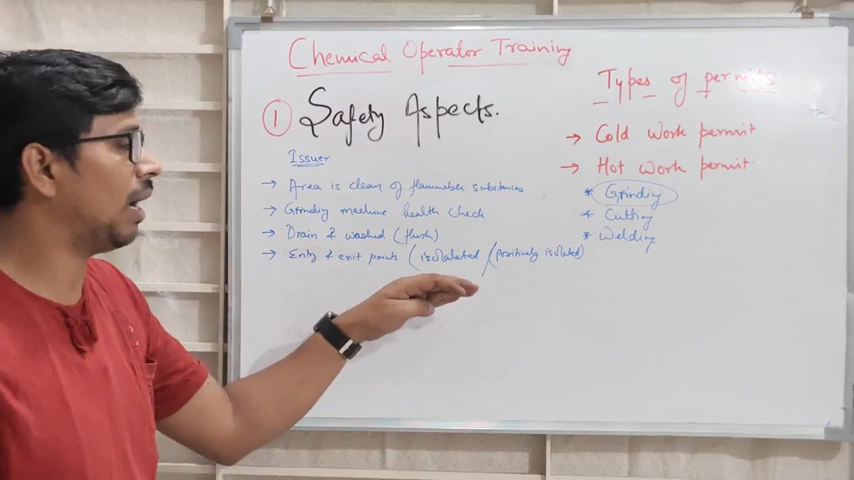 Chemical Operator Training
① Safety Aspects.
Issuer
→ Area is clean of flammable substances
→ Grinding machine health check
→ Drain & washed (flush)
→ Entry & exit points (isolated / (positively isolated)
Types of permits
→ Cold work permit
→ Hot work permit
* Grinding
* Cutting
* Welding